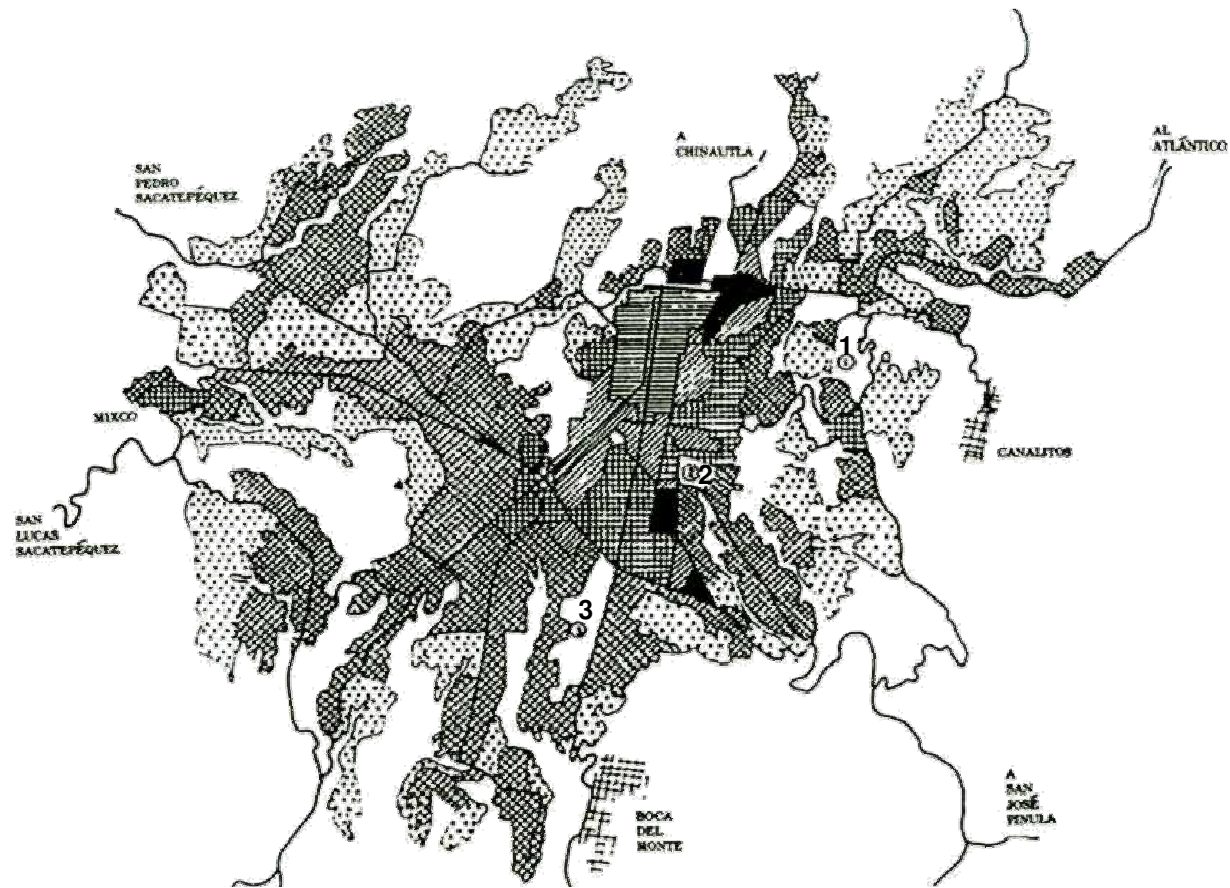 A
CHINAUTLA
AL
ATLÁNTICO
SAN
PEDRO
SACATEPÉQUEZ
1
MIXCO
CANALITOS
2
SAN
LUCAS
SACATEPÉQUEZ
3
A
SAN
JOSÉ
PINULA
BOCA
DEL
MONTE